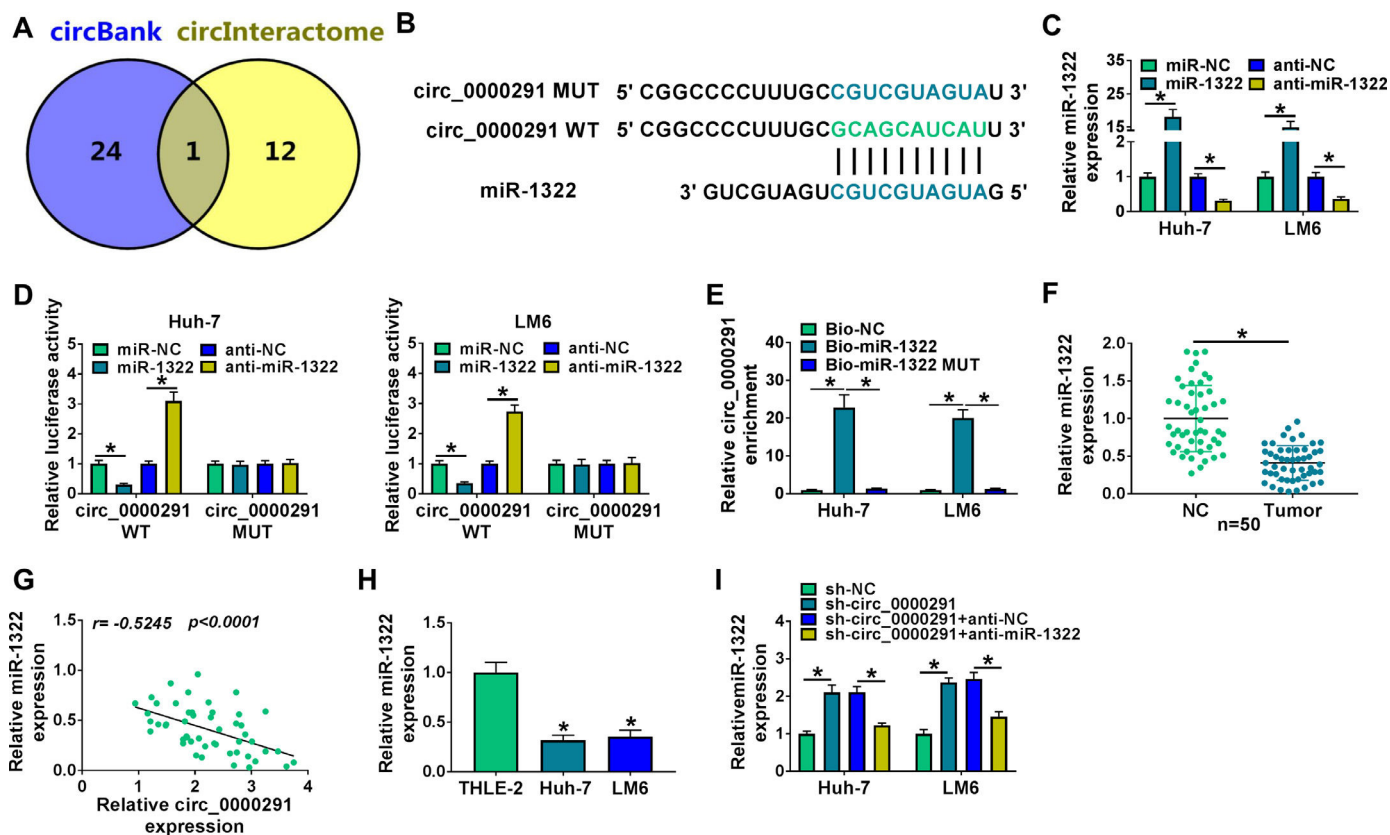 A
circBank circInteractome
24 1 12
B
circ_0000291 MUT 5' CGGCCCCUUUGCCGUCGUAGUAU 3'
circ_0000291 WT 5' CGGCCCCUUUGCGCAGCAUCAUU 3'
miR-1322 3' GUCGUAGUCGUCGUAGUAG 5'
C
Relative miR-1322
expression
miR-NC anti-NC
miR-1322 anti-miR-1322
35
25
15
2
1
0
* * * *
Huh-7 LM6
D
Relative luciferase activity
Huh-7
miR-NC anti-NC
miR-1322 anti-miR-1322
5
4
3
2
1
0
* *
circ_0000291 circ_0000291
WT MUT
Relative luciferase activity
LM6
miR-NC anti-NC
miR-1322 anti-miR-1322
5
4
3
2
1
0
* *
circ_0000291 circ_0000291
WT MUT
E
Relative circ_0000291
enrichment
Bio-NC
Bio-miR-1322
Bio-miR-1322 MUT
60
40
20
0
* * * *
Huh-7 LM6
F
Relative miR-1322
expression
2.0
1.5
1.0
0.5
0.0
*
NC Tumor
n=50
G
Relative miR-1322
expression
r= -0.5245 p<0.0001
1.5
1.0
0.5
0.0
0 1 2 3 4
Relative circ_0000291
expression
H
Relative miR-1322
expression
1.5
1.0
0.5
0.0
* *
THLE-2 Huh-7 LM6
I
RelativemiR-1322
expression
sh-NC
sh-circ_0000291
sh-circ_0000291+anti-NC
sh-circ_0000291+anti-miR-1322
4
3
2
1
0
* * * *
Huh-7 LM6